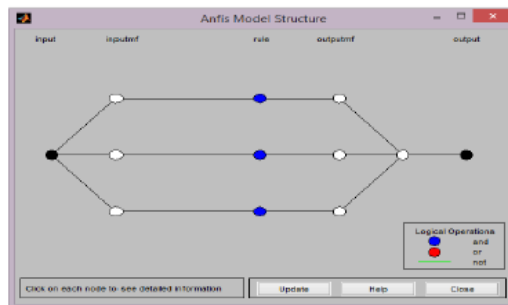 Anfis Model Structure
input inputmf rule outputmf output
Logical Operations
and
or
not
Click on each node to see detailed information
Update Help Close